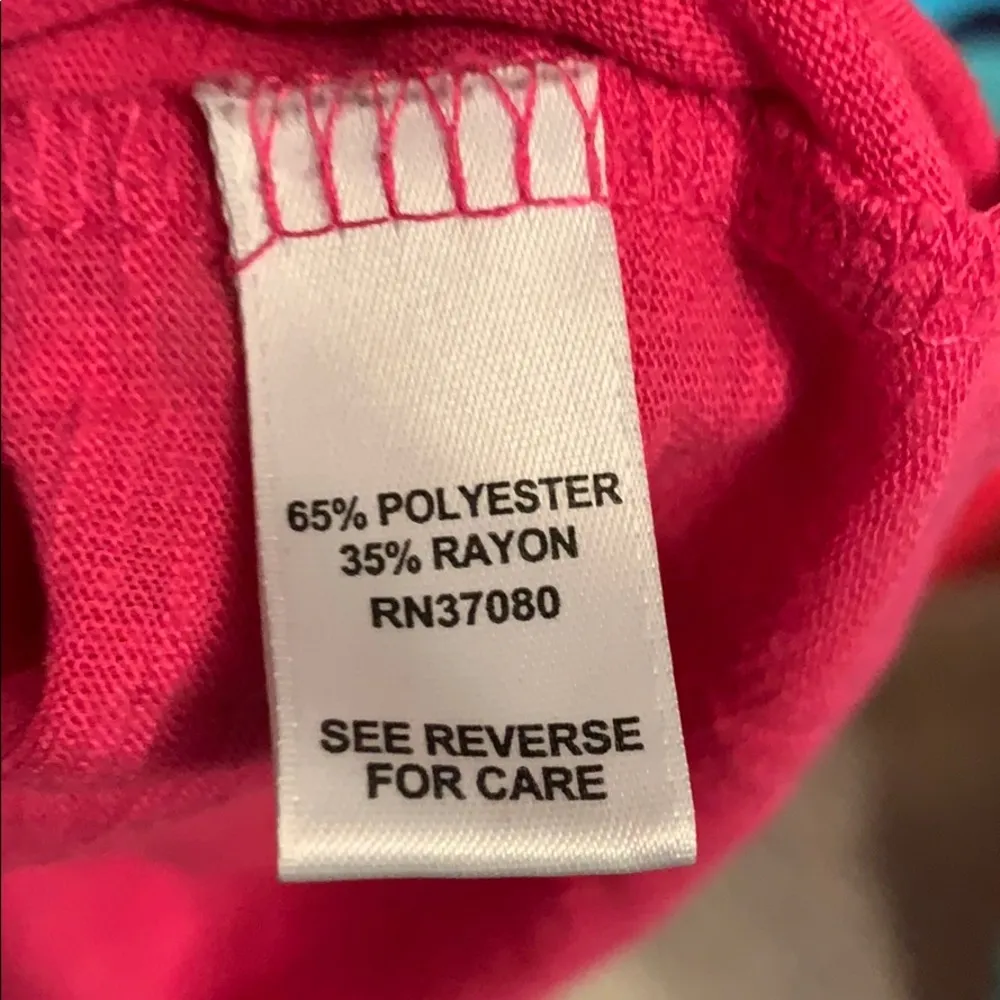 65% POLYESTER
35% RAYON
RN37080
SEE REVERSE
FOR CARE